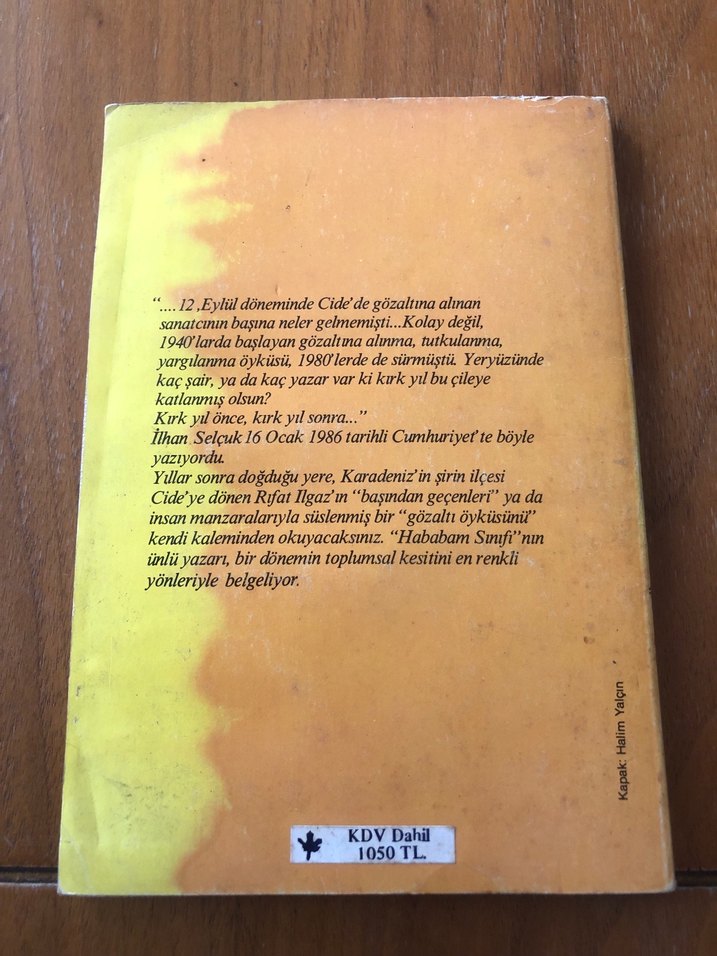 “....12 ,Eylül döneminde Cide’de gözaltına alınan
sanatcının başına neler gelmemişti...Kolay değil,
1940’larda başlayan gözaltına alınma, tutkulanma,
yargılanma öyküsü, 1980’lerde de sürmüştü. Yeryüzünde
kaç şair, ya da kaç yazar var ki kırk yıl bu çileye
katlanmış olsun?
Kırk yıl önce, kırk yıl sonra...”
İlhan Selçuk 16 Ocak 1986 tarihli Cumhuriyet’te böyle
yazıyordu.
Yıllar sonra doğduğu yere, Karadeniz’in şirin ilçesi
Cide’ye dönen Rıfat Ilgaz’ın “başından geçenleri” ya da
insan manzaralarıyla süslenmiş bir “gözaltı öyküsünü”
kendi kaleminden okuyacaksınız. “Hababam Sınıfı”nın
ünlü yazarı, bir dönemin toplumsal kesitini en renkli
yönleriyle belgeliyor.
Kapak: Halim Yalçın
KDV Dahil
1050 TL.